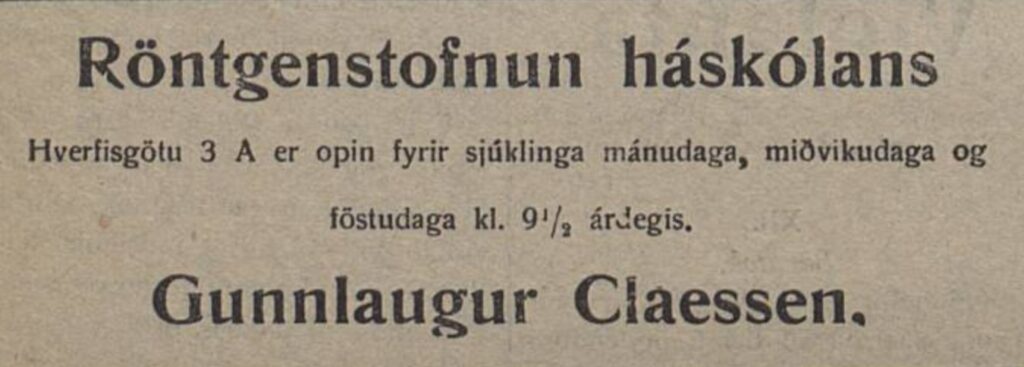 Röntgenstofnun háskólans
Hverfisgötu 3 A er opin fyrir sjúklinga mánudaga, miðvikudaga og
föstudaga kl. 9¹/₂ árdegis.
Gunnlaugur Claessen.